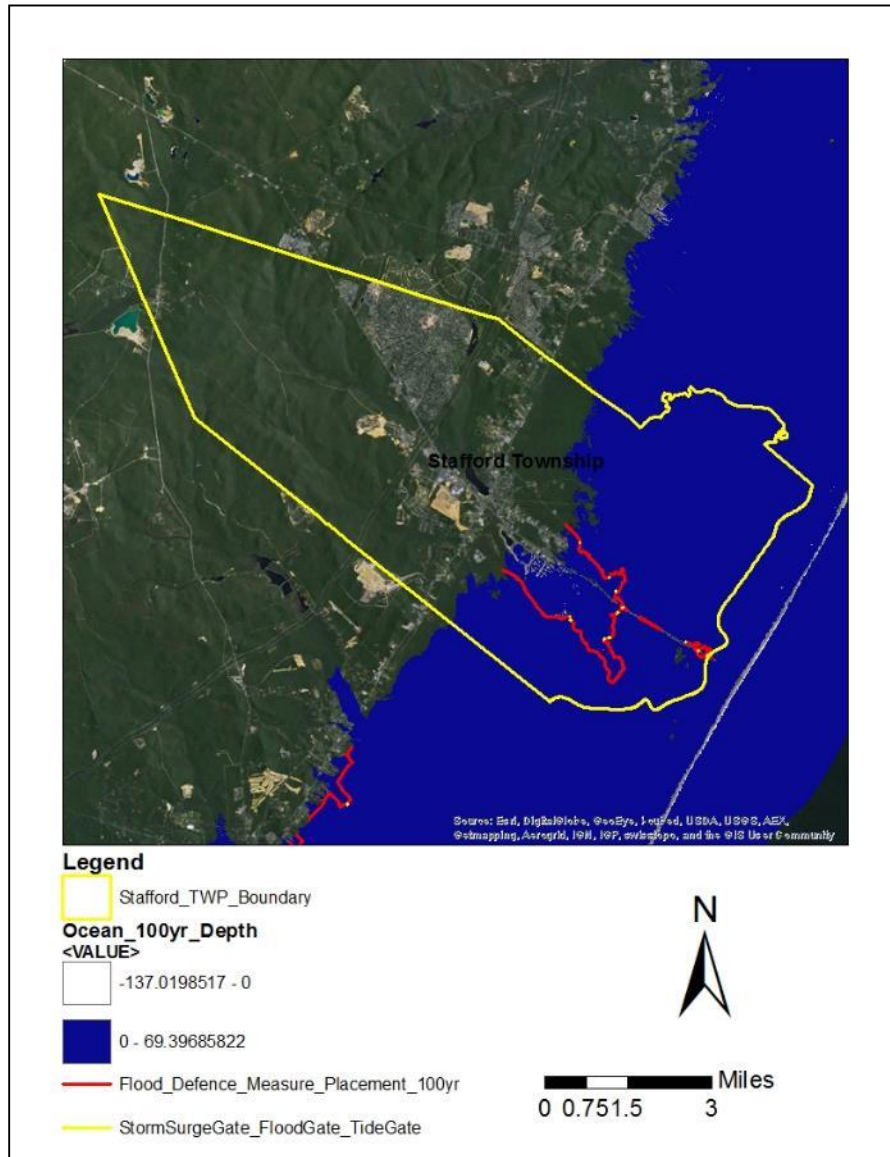 Stafford Township
Source: Esri, DigitalGlobe, GeoEye, i-cubed, USDA, USGS, AEX,
Getmapping, Aerogrid, IGN, IGP, swisstopo, and the GIS User Community
Legend
Stafford_TWP_Boundary
Ocean_100yr_Depth
<VALUE>
-137.0198517 - 0
0 - 69.39685822
Flood_Defence_Measure_Placement_100yr
StormSurgeGate_FloodGate_TideGate
N
Miles
0 0.751.5 3